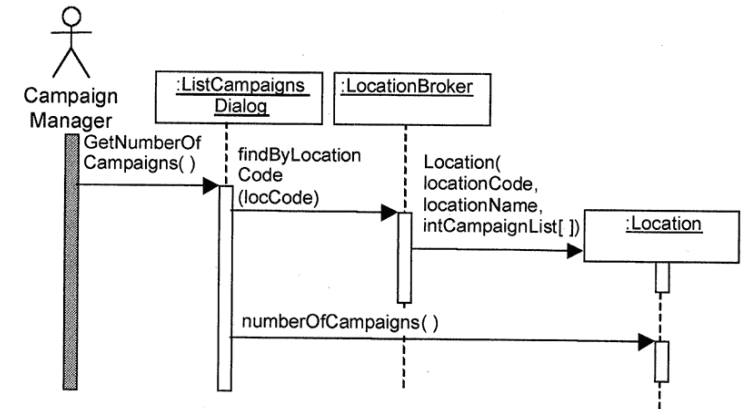 Campaign
Manager
:ListCampaigns
Dialog
:LocationBroker
GetNumberOf
Campaigns( )
findByLocation
Code
(locCode)
Location(
locationCode,
locationName,
intCampaignList[ ])
:Location
numberOfCampaigns( )